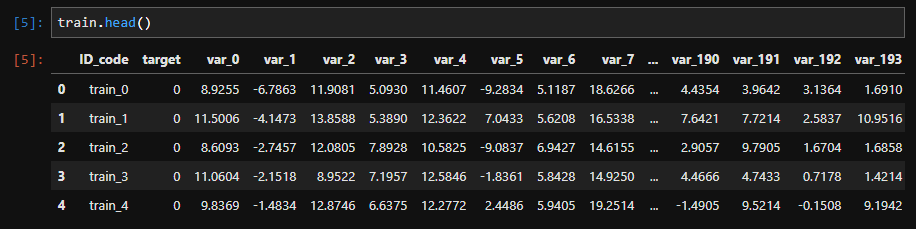 [5]: train.head()
[5]: ID_code target var_0 var_1 var_2 var_3 var_4 var_5 var_6 var_7 ... var_190 var_191 var_192 var_193
0 train_0 0 8.9255 -6.7863 11.9081 5.0930 11.4607 -9.2834 5.1187 18.6266 ... 4.4354 3.9642 3.1364 1.6910
1 train_1 0 11.5006 -4.1473 13.8588 5.3890 12.3622 7.0433 5.6208 16.5338 ... 7.6421 7.7214 2.5837 10.9516
2 train_2 0 8.6093 -2.7457 12.0805 7.8928 10.5825 -9.0837 6.9427 14.6155 ... 2.9057 9.7905 1.6704 1.6858
3 train_3 0 11.0604 -2.1518 8.9522 7.1957 12.5846 -1.8361 5.8428 14.9250 ... 4.4666 4.7433 0.7178 1.4214
4 train_4 0 9.8369 -1.4834 12.8746 6.6375 12.2772 2.4486 5.9405 19.2514 ... -1.4905 9.5214 -0.1508 9.1942